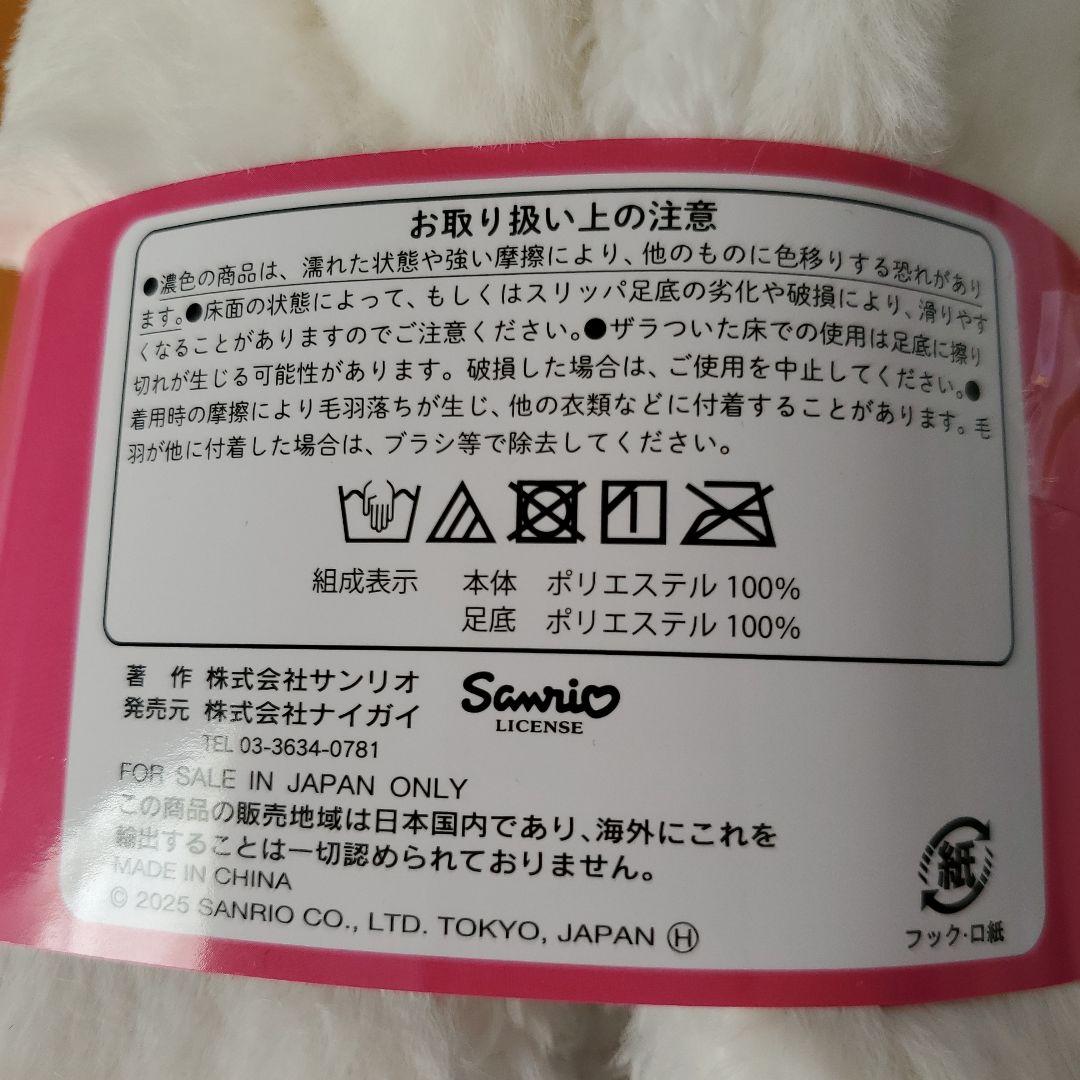 お取り扱い上の注意
●濃色の商品は、濡れた状態や強い摩擦により、他のものに色移りする恐れがあり
ます。●床面の状態によって、もしくはスリッパ足底の劣化や破損により、滑りやす
くなることがありますのでご注意ください。●ザラついた床での使用は足底に擦り
切れが生じる可能性があります。破損した場合は、ご使用を中止してください。●
着用時の摩擦により毛羽落ちが生じ、他の衣類などに付着することがあります。毛
羽が他に付着した場合は、ブラシ等で除去してください。
組成表示 本体 ポリエステル 100%
足底 ポリエステル 100%
著 作 株式会社サンリオ
発売元 株式会社ナイガイ
Sanrio
LICENSE
TEL 03-3634-0781
FOR SALE IN JAPAN ONLY
この商品の販売地域は日本国内であり、海外にこれを
輸出することは一切認められておりません。
MADE IN CHINA
© 2025 SANRIO CO., LTD. TOKYO, JAPAN Ⓗ
紙
フック・口紙